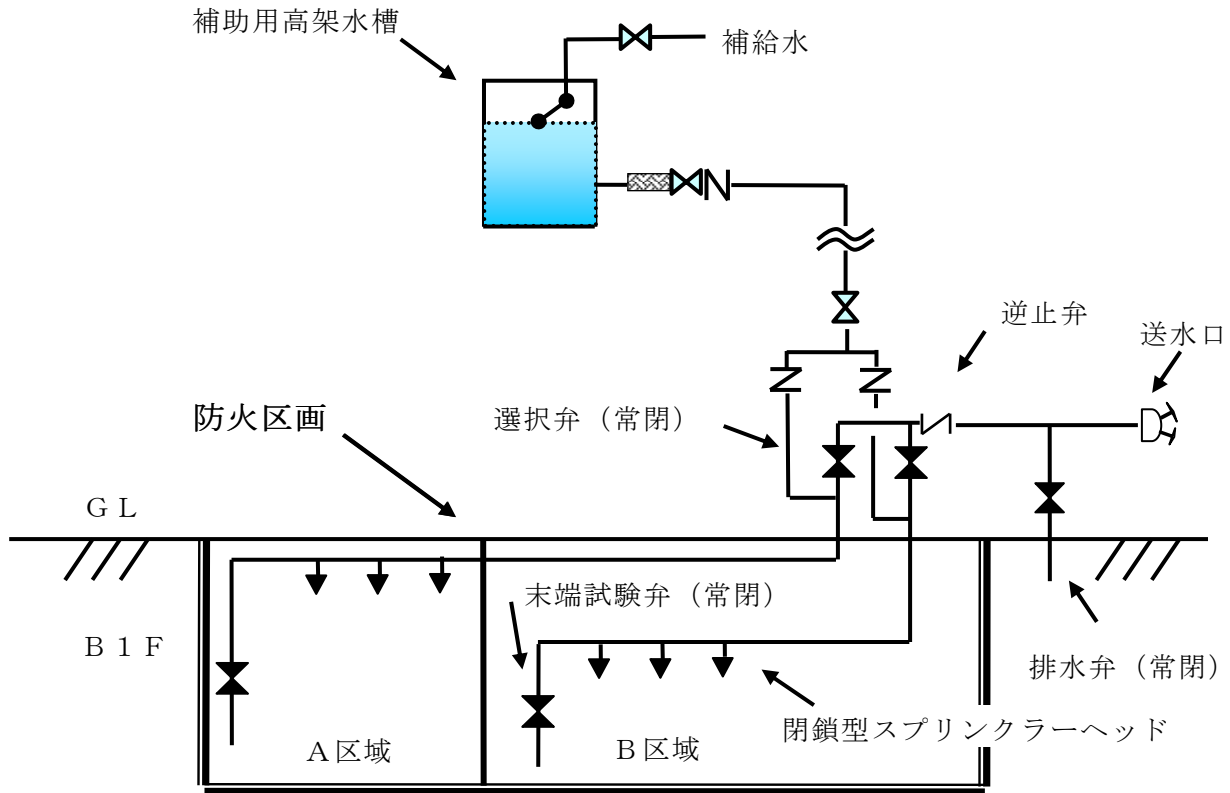 補助用高架水槽
補給水
逆止弁
送水口
防火区画
選択弁（常閉）
ＧＬ
末端試験弁（常閉）
Ｂ１Ｆ
排水弁（常閉）
閉鎖型スプリンクラーヘッド
Ａ区域
Ｂ区域